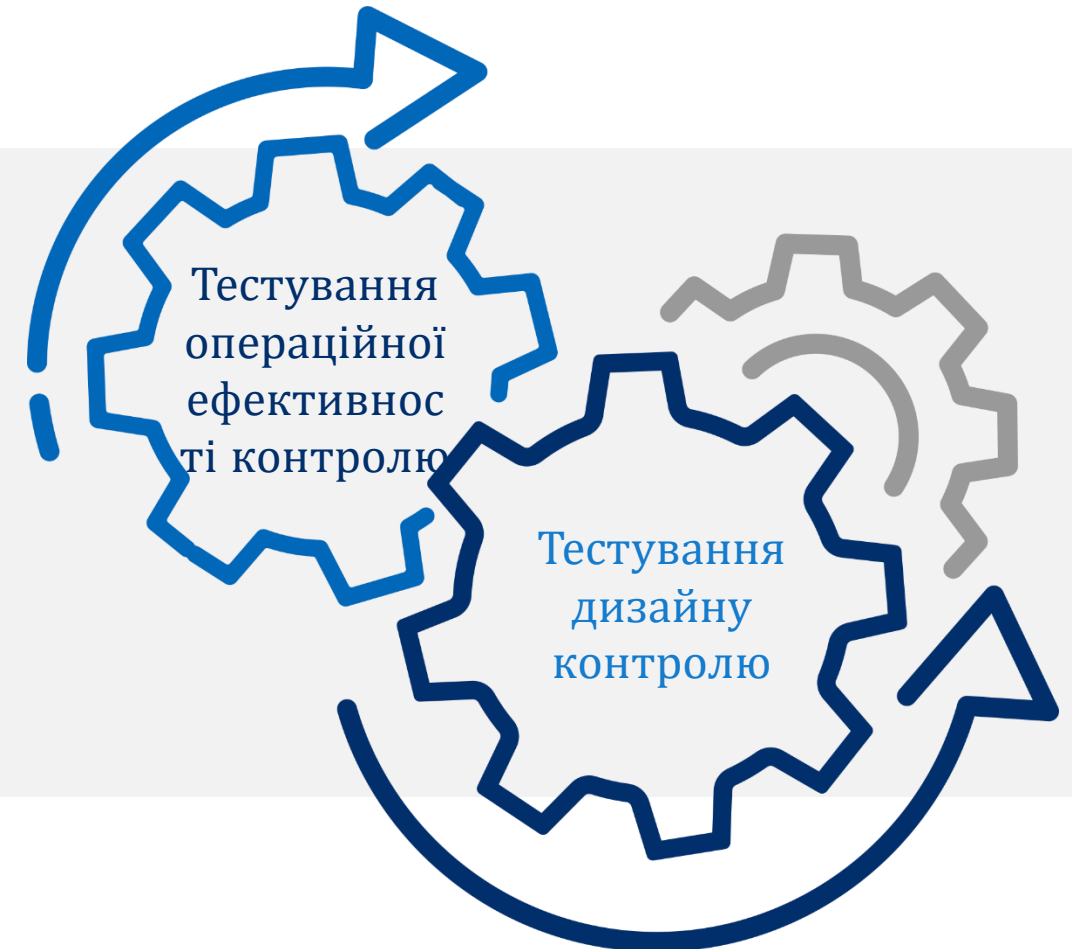 Тестування
операційної
ефективнос
ті контролю
Тестування
дизайну
контролю